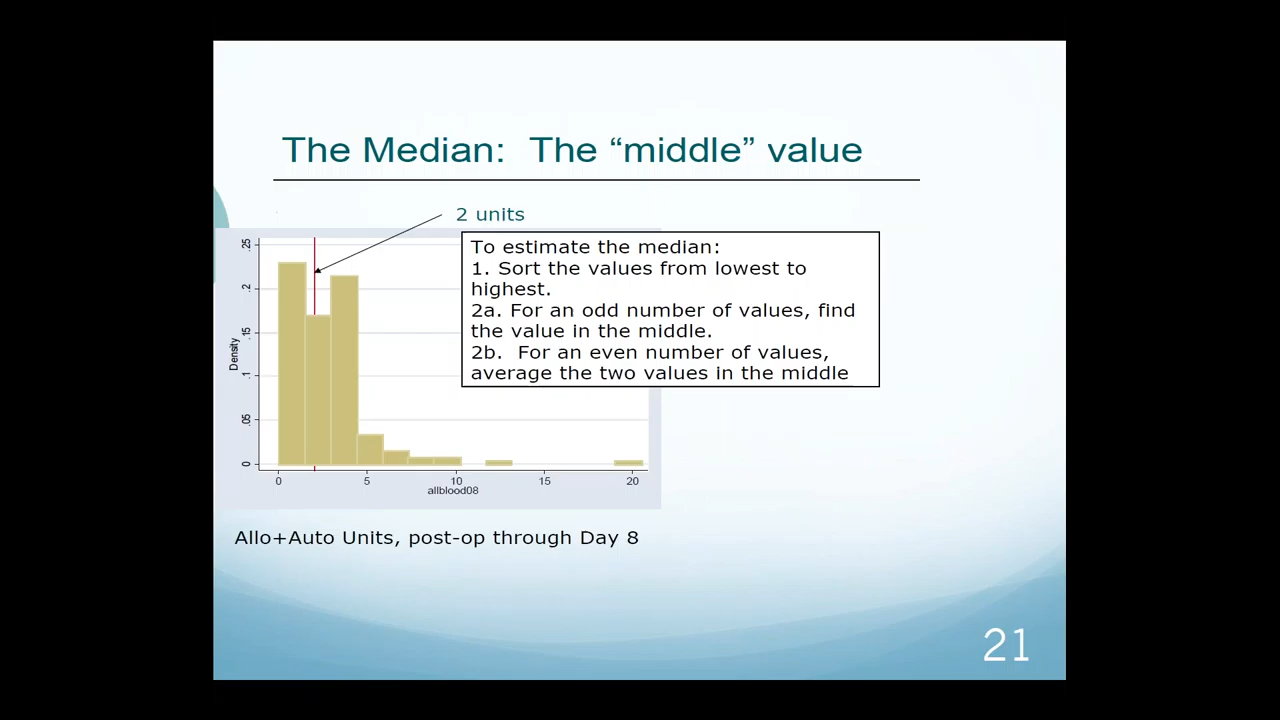 The Median:  The “middle” value
2 units
To estimate the median:
1. Sort the values from lowest to
highest.
2a. For an odd number of values, find
the value in the middle.
2b.  For an even number of values,
average the two values in the middle
.25
.2
.15
.1
.05
0
Density
0 5 10 15 20
allblood08
Allo+Auto Units, post-op through Day 8
21